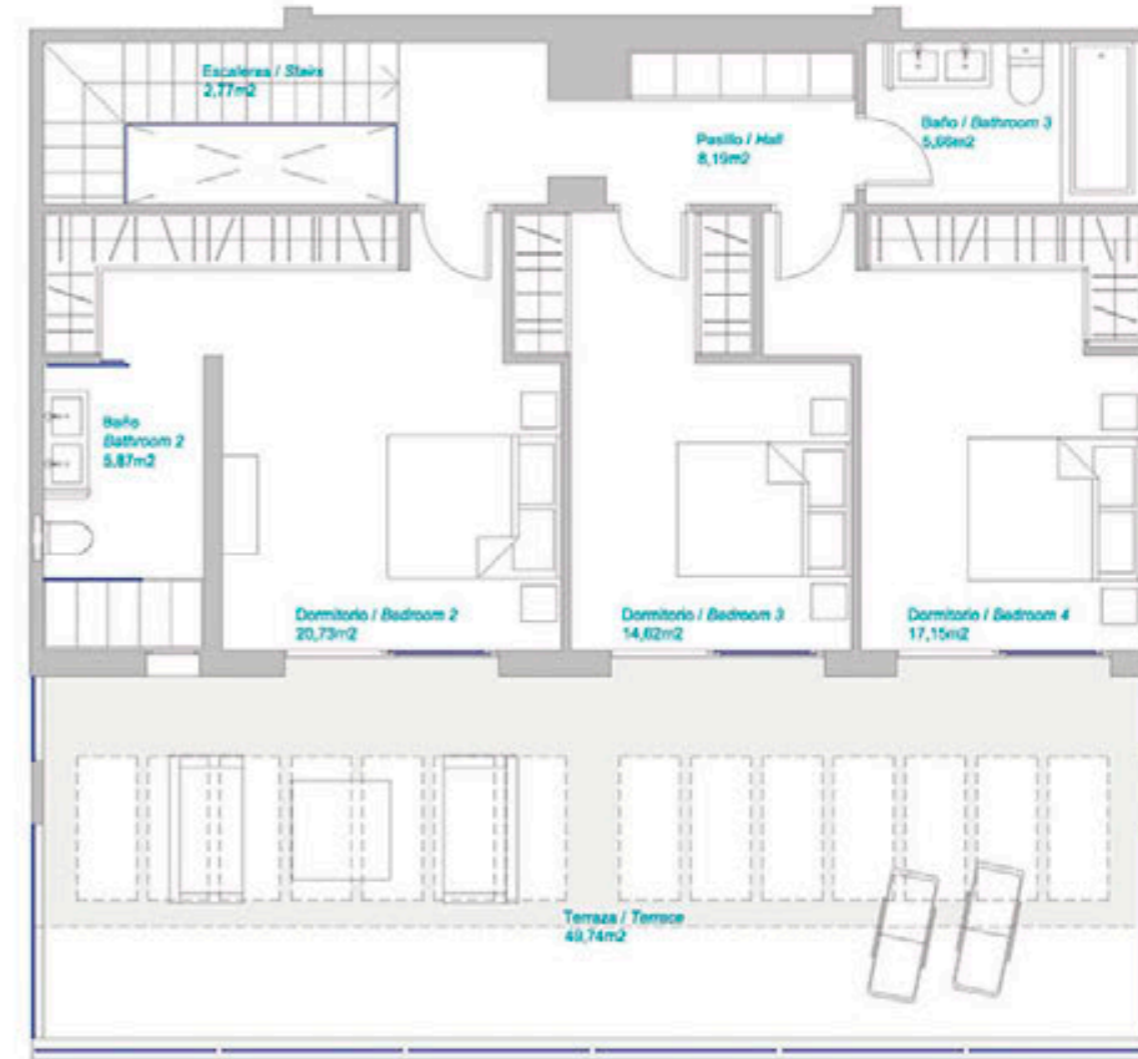 Escaleras / Stairs
2,77m2
Pasillo / Hall
8,19m2
Baño / Bathroom 3
5,66m2
Baño
Bathroom 2
5,87m2
Dormitorio / Bedroom 2
20,73m2
Dormitorio / Bedroom 3
14,62m2
Dormitorio / Bedroom 4
17,15m2
Terraza / Terrace
49,74m2